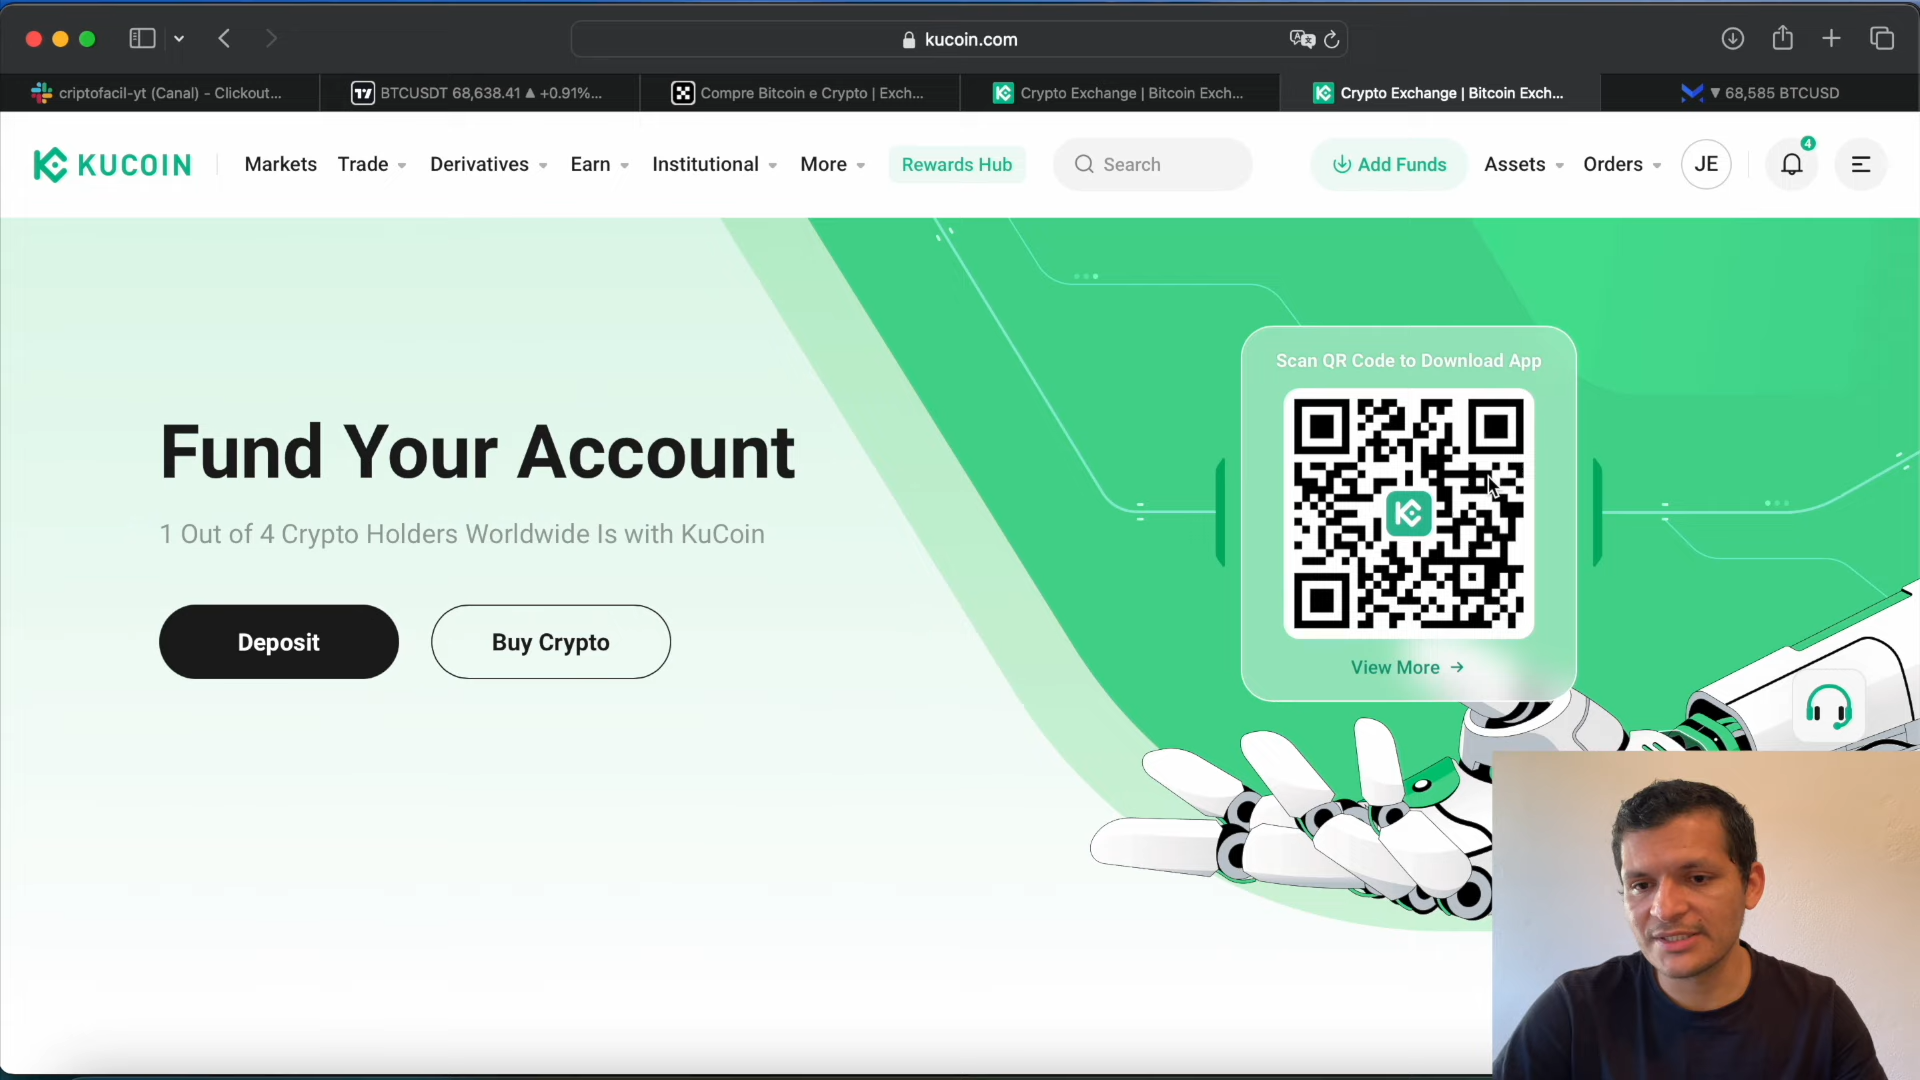 kucoin.com
criptofacil-yt (Canal) - Clickout...
BTCUSDT 68,638.41 ▲ +0.91%...
Compre Bitcoin e Crypto | Exch...
Crypto Exchange | Bitcoin Exch...
Crypto Exchange | Bitcoin Exch...
▼ 68,585 BTCUSD
KUCOIN
Markets
Trade
Derivatives
Earn
Institutional
More
Rewards Hub
Search
Add Funds
Assets
Orders
JE
4
Scan QR Code to Download App
Fund Your Account
1 Out of 4 Crypto Holders Worldwide Is with KuCoin
Deposit
Buy Crypto
View More →